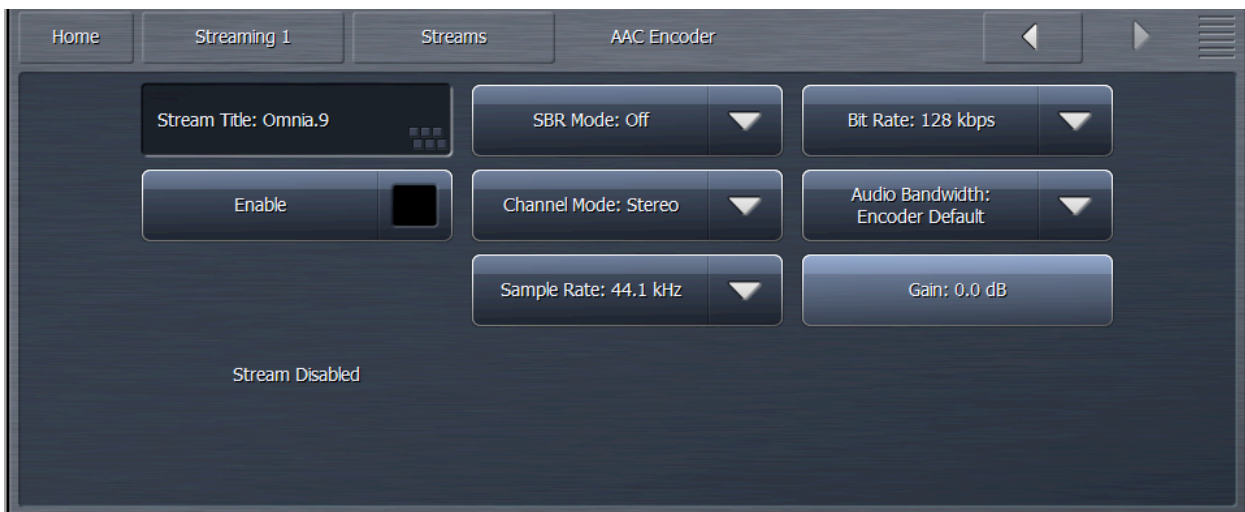 Home
Streaming 1
Streams
AAC Encoder
Stream Title: Omnia.9
SBR Mode: Off
Bit Rate: 128 kbps
Enable
Channel Mode: Stereo
Audio Bandwidth:
Encoder Default
Sample Rate: 44.1 kHz
Gain: 0.0 dB
Stream Disabled